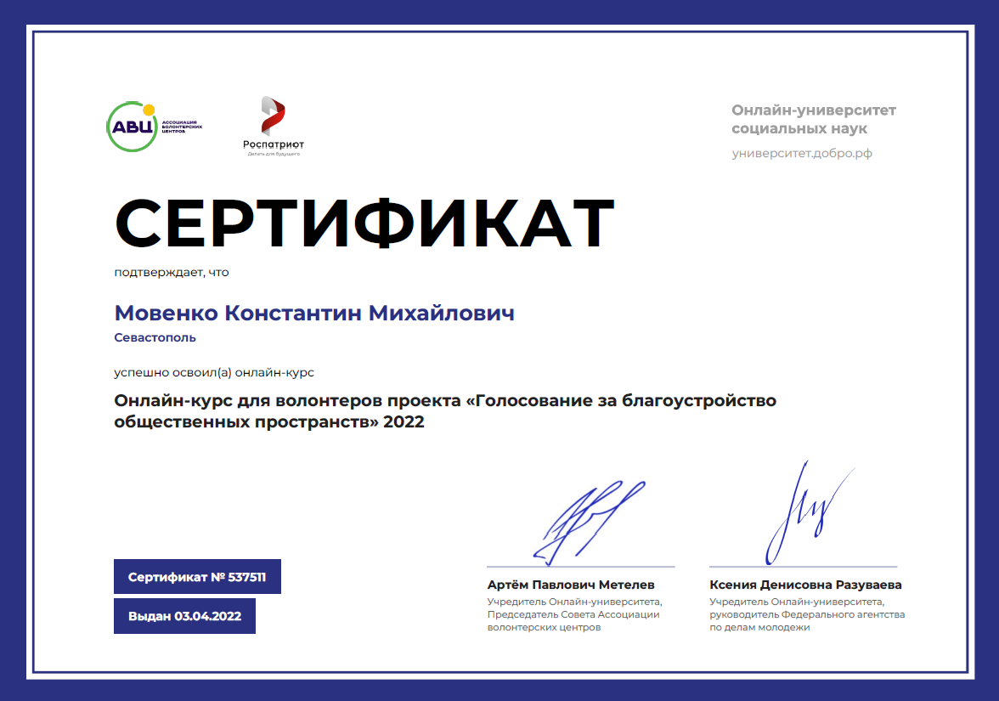 АВЦ
АССОЦИАЦИЯ
ВОЛОНТЕРСКИХ
ЦЕНТРОВ
Роспатриот
Делать для будущего
Онлайн-университет
социальных наук
университет.добро.рф
СЕРТИФИКАТ
подтверждает, что
Мовенко Константин Михайлович
Севастополь
успешно освоил(а) онлайн-курс
Онлайн-курс для волонтеров проекта «Голосование за благоустройство
общественных пространств» 2022
Сертификат № 537511
Выдан 03.04.2022
Артём Павлович Метелев
Учредитель Онлайн-университета,
Председатель Совета Ассоциации
волонтерских центров
Ксения Денисовна Разуваева
Учредитель Онлайн-университета,
руководитель Федерального агентства
по делам молодежи